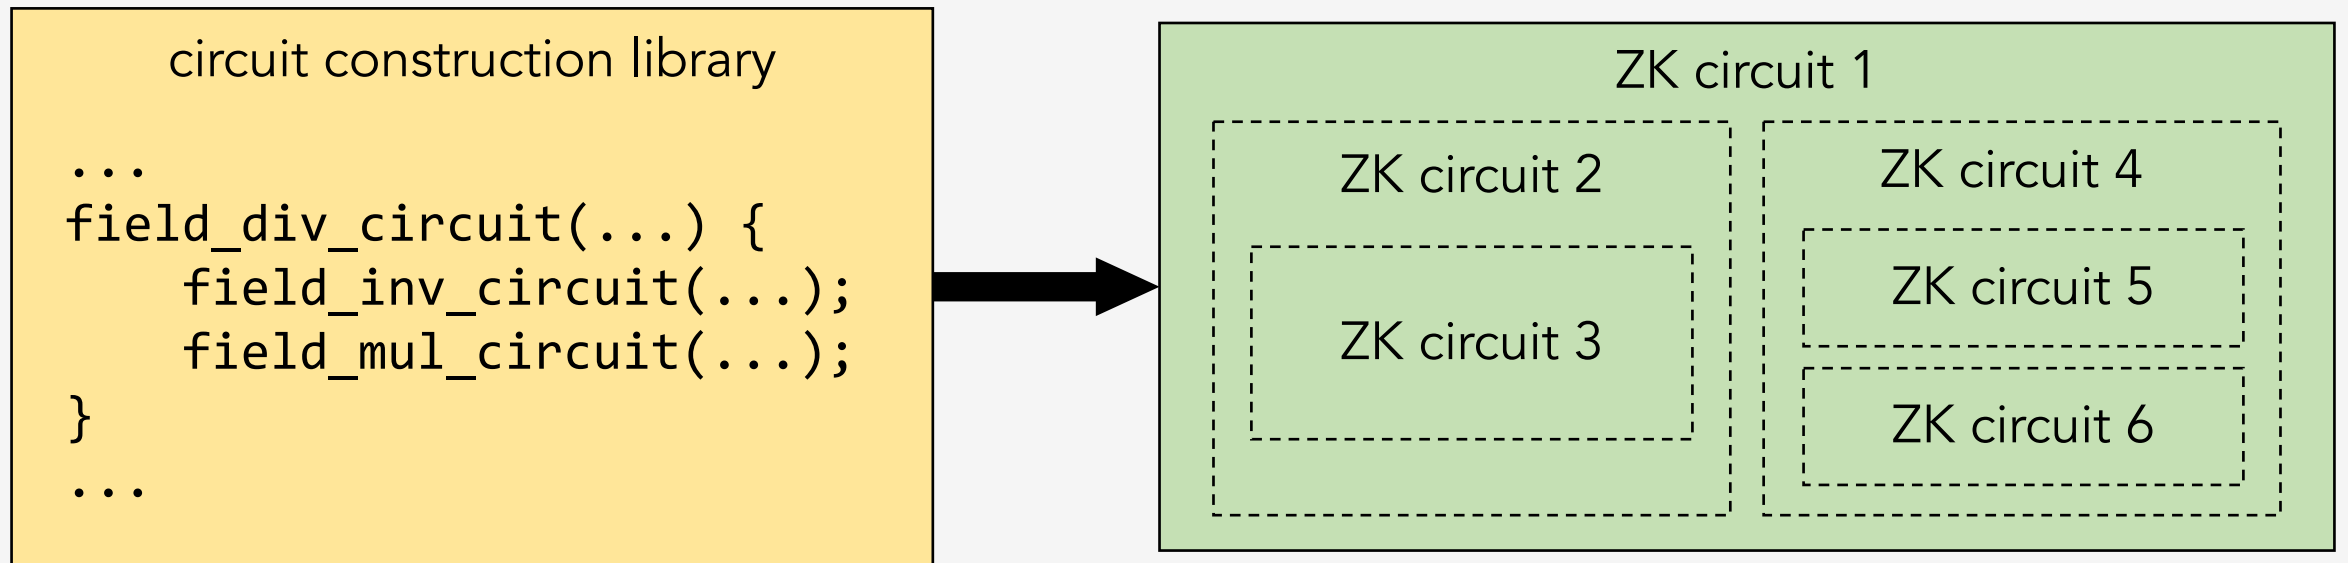 circuit construction library
...
field_div_circuit(...) {
    field_inv_circuit(...);
    field_mul_circuit(...);
}
...
ZK circuit 1
ZK circuit 2
ZK circuit 3
ZK circuit 4
ZK circuit 5
ZK circuit 6